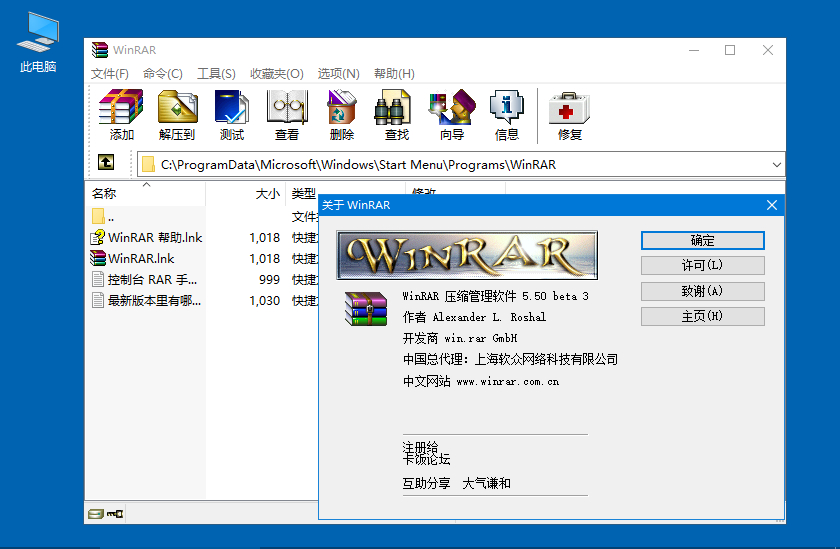 此电脑
WinRAR
文件(F) 命令(C) 工具(S) 收藏夹(O) 选项(N) 帮助(H)
添加 解压到 测试 查看 删除 查找 向导 信息 修复
C:\ProgramData\Microsoft\Windows\Start Menu\Programs\WinRAR
名称 大小 类型 修改
.. 文件
WinRAR 帮助.lnk 1,018 快捷
WinRAR.lnk 1,018 快捷
控制台 RAR 手... 999 快捷
最新版本里有哪... 1,030 快捷
关于 WinRAR
WINRAR
WinRAR 压缩管理软件 5.50 beta 3
作者 Alexander L. Roshal
开发商 win.rar GmbH
中国总代理：上海软众网络科技有限公司
中文网站 www.winrar.com.cn
注册给
卡饭论坛
互助分享 大气谦和
确定
许可(L)
致谢(A)
主页(H)